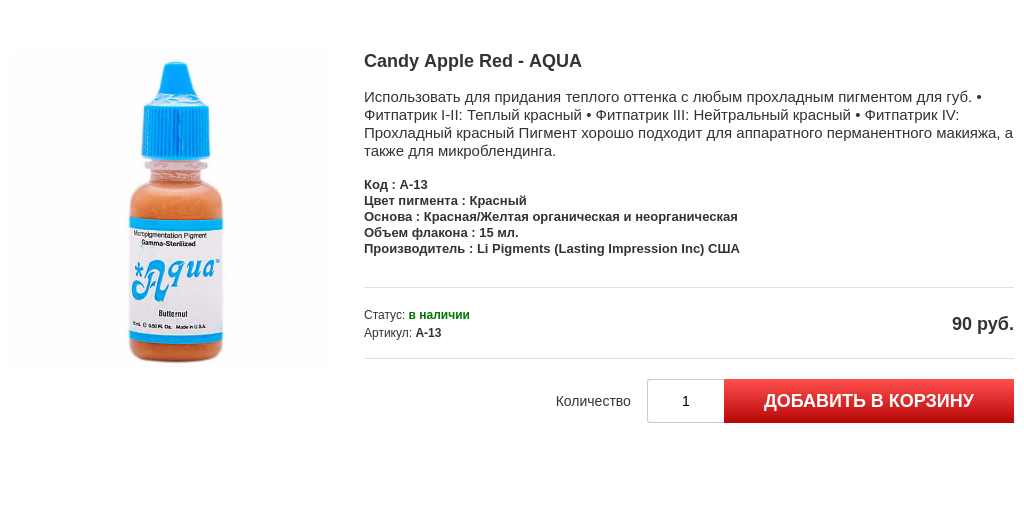 Candy Apple Red - AQUA
Использовать для придания теплого оттенка с любым прохладным пигментом для губ. •
Фитпатрик I-II: Теплый красный • Фитпатрик III: Нейтральный красный • Фитпатрик IV:
Прохладный красный Пигмент хорошо подходит для аппаратного перманентного макияжа, а
также для микроблендинга.
Код : A-13
Цвет пигмента : Красный
Основа : Красная/Желтая органическая и неорганическая
Объем флакона : 15 мл.
Производитель : Li Pigments (Lasting Impression Inc) США
Статус: в наличии
Артикул: A-13
90 руб.
Количество
1
ДОБАВИТЬ В КОРЗИНУ
Micropigmentation Pigment
Gamma-Sterilized
*Aqua™
Butternut
0.50 Fl. Oz. Made in U.S.A.